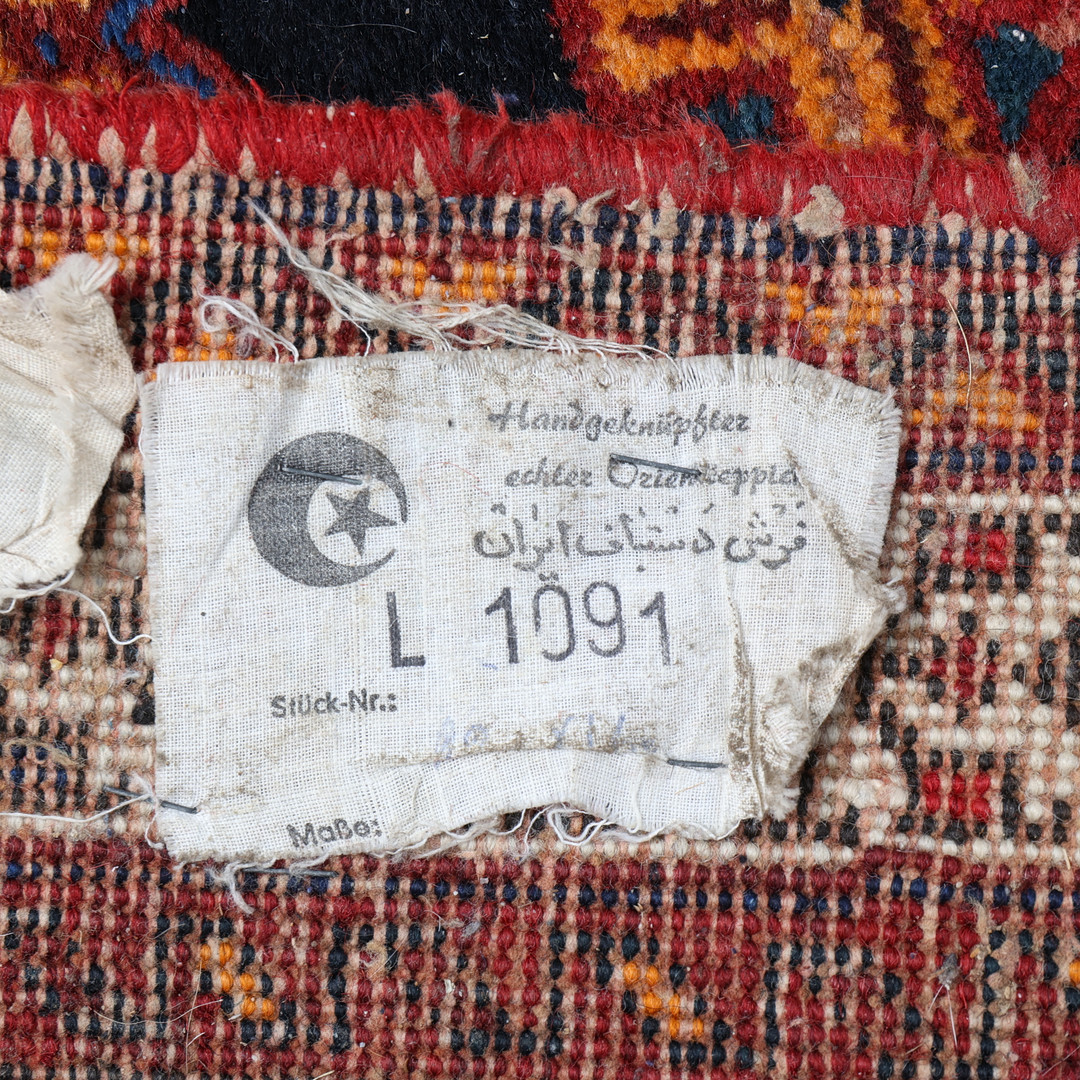 Handgeknüpfter
echter Orientteppich
فرش دستباف ایران
L 1091
Stück-Nr.:
Maße: